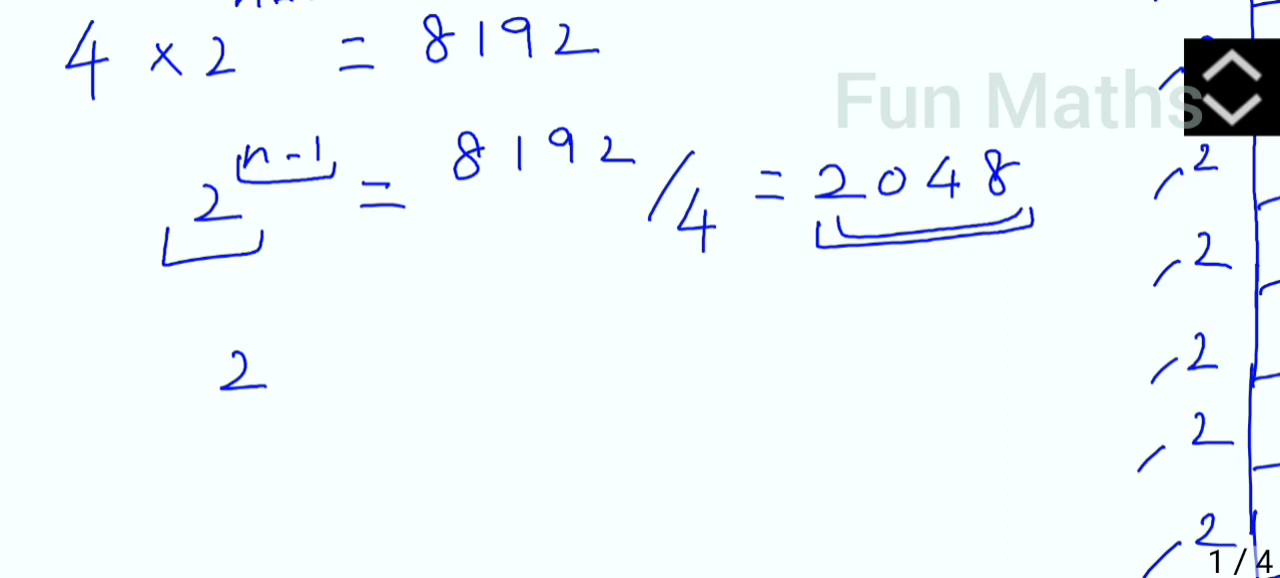 4 × 2 = 8192
Fun Maths
2^{n-1} = 8192/4 = 2048
2
, 2
, 2
, 2
, 2
, 2
1 / 4